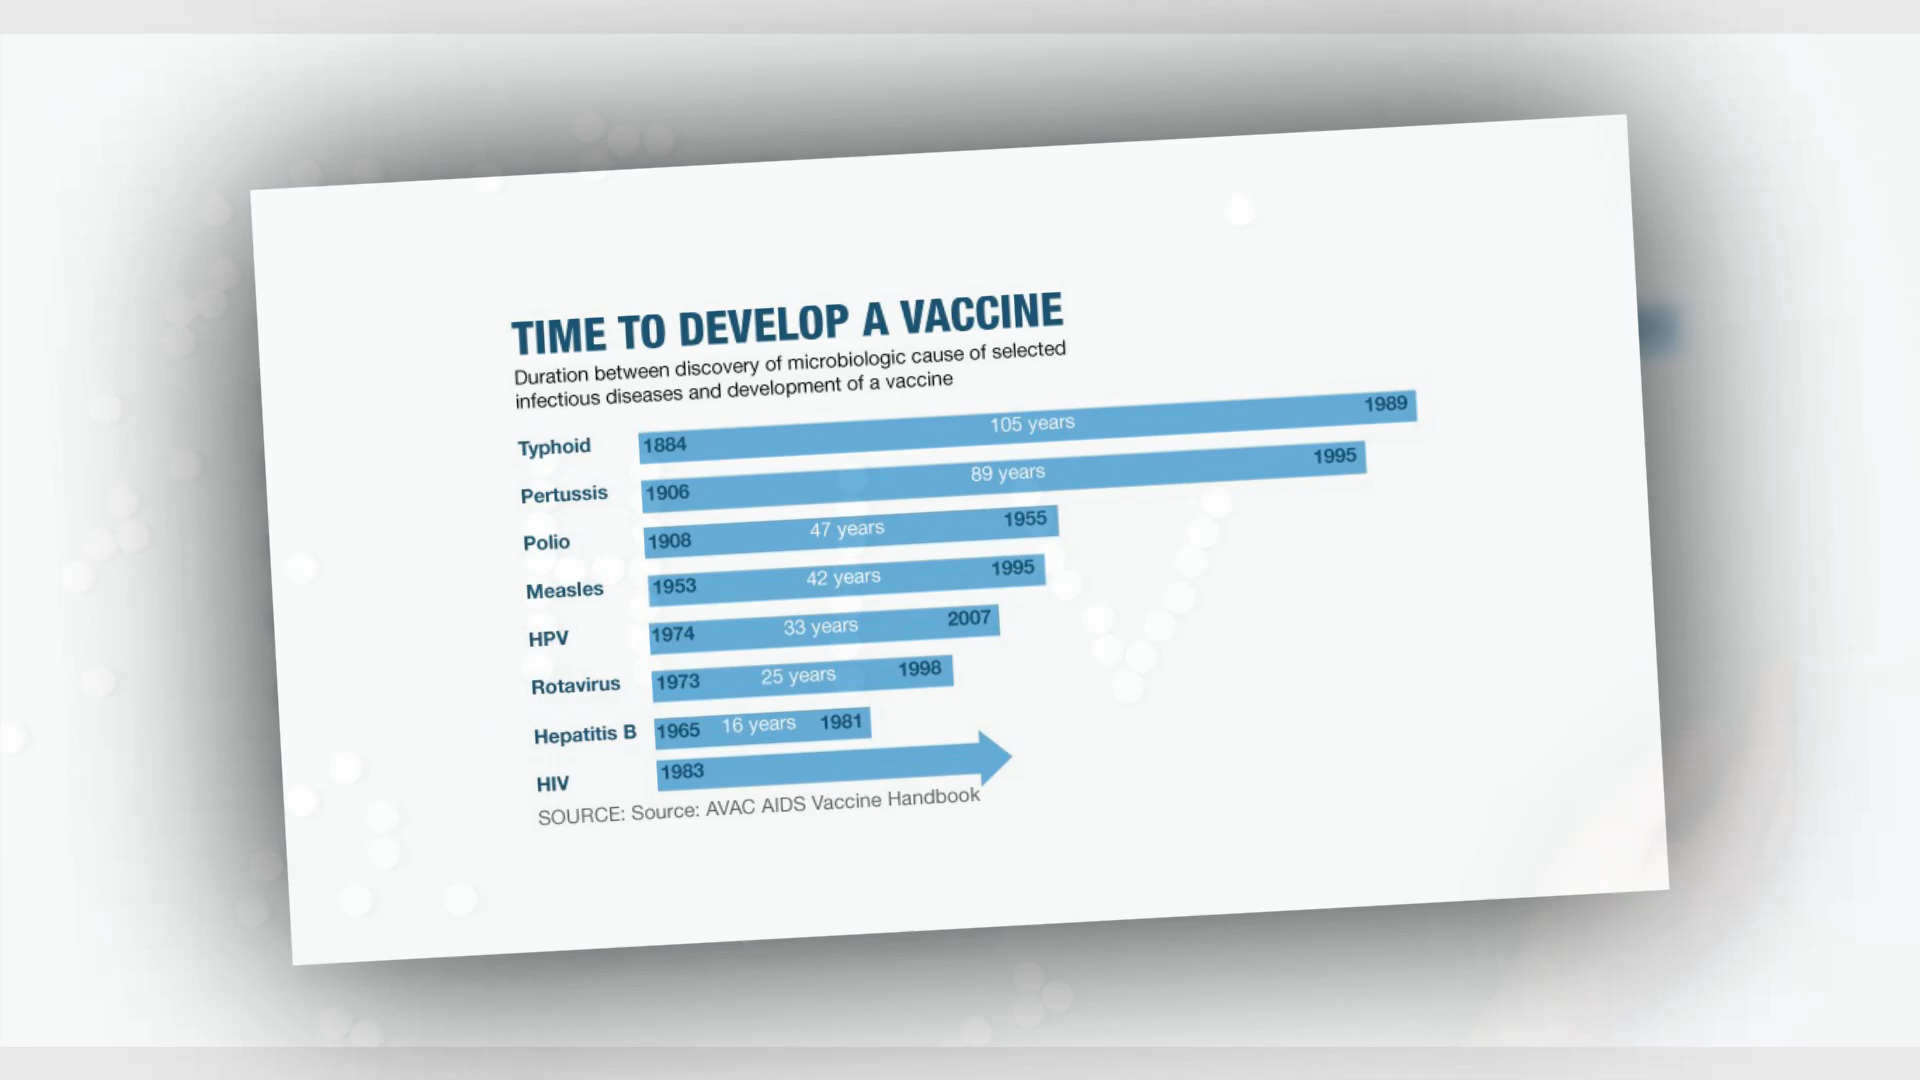 TIME TO DEVELOP A VACCINE
Duration between discovery of microbiologic cause of selected
infectious diseases and development of a vaccine
Typhoid 1884 105 years 1989
Pertussis 1906 89 years 1995
Polio 1908 47 years 1955
Measles 1953 42 years 1995
HPV 1974 33 years 2007
Rotavirus 1973 25 years 1998
Hepatitis B 1965 16 years 1981
HIV 1983
SOURCE: Source: AVAC AIDS Vaccine Handbook